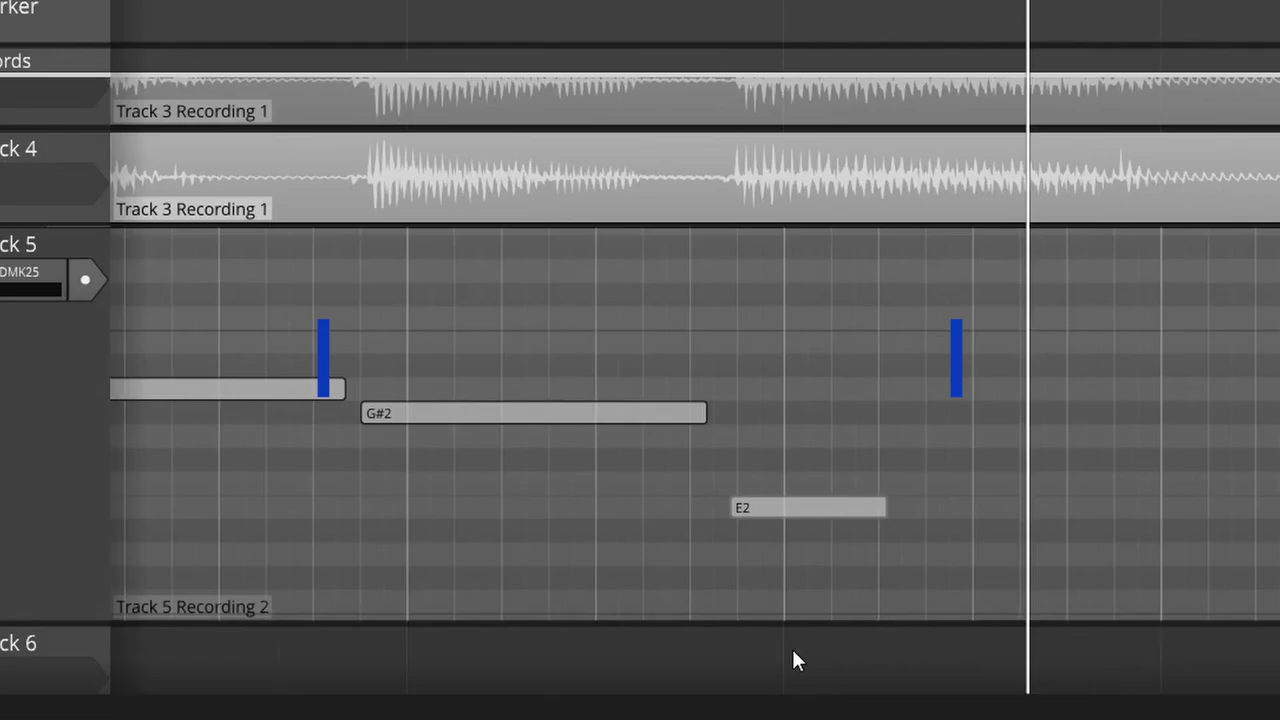 rker
ords
Track 3 Recording 1
ck 4
Track 3 Recording 1
ck 5
DMK25
G#2
E2
Track 5 Recording 2
ck 6